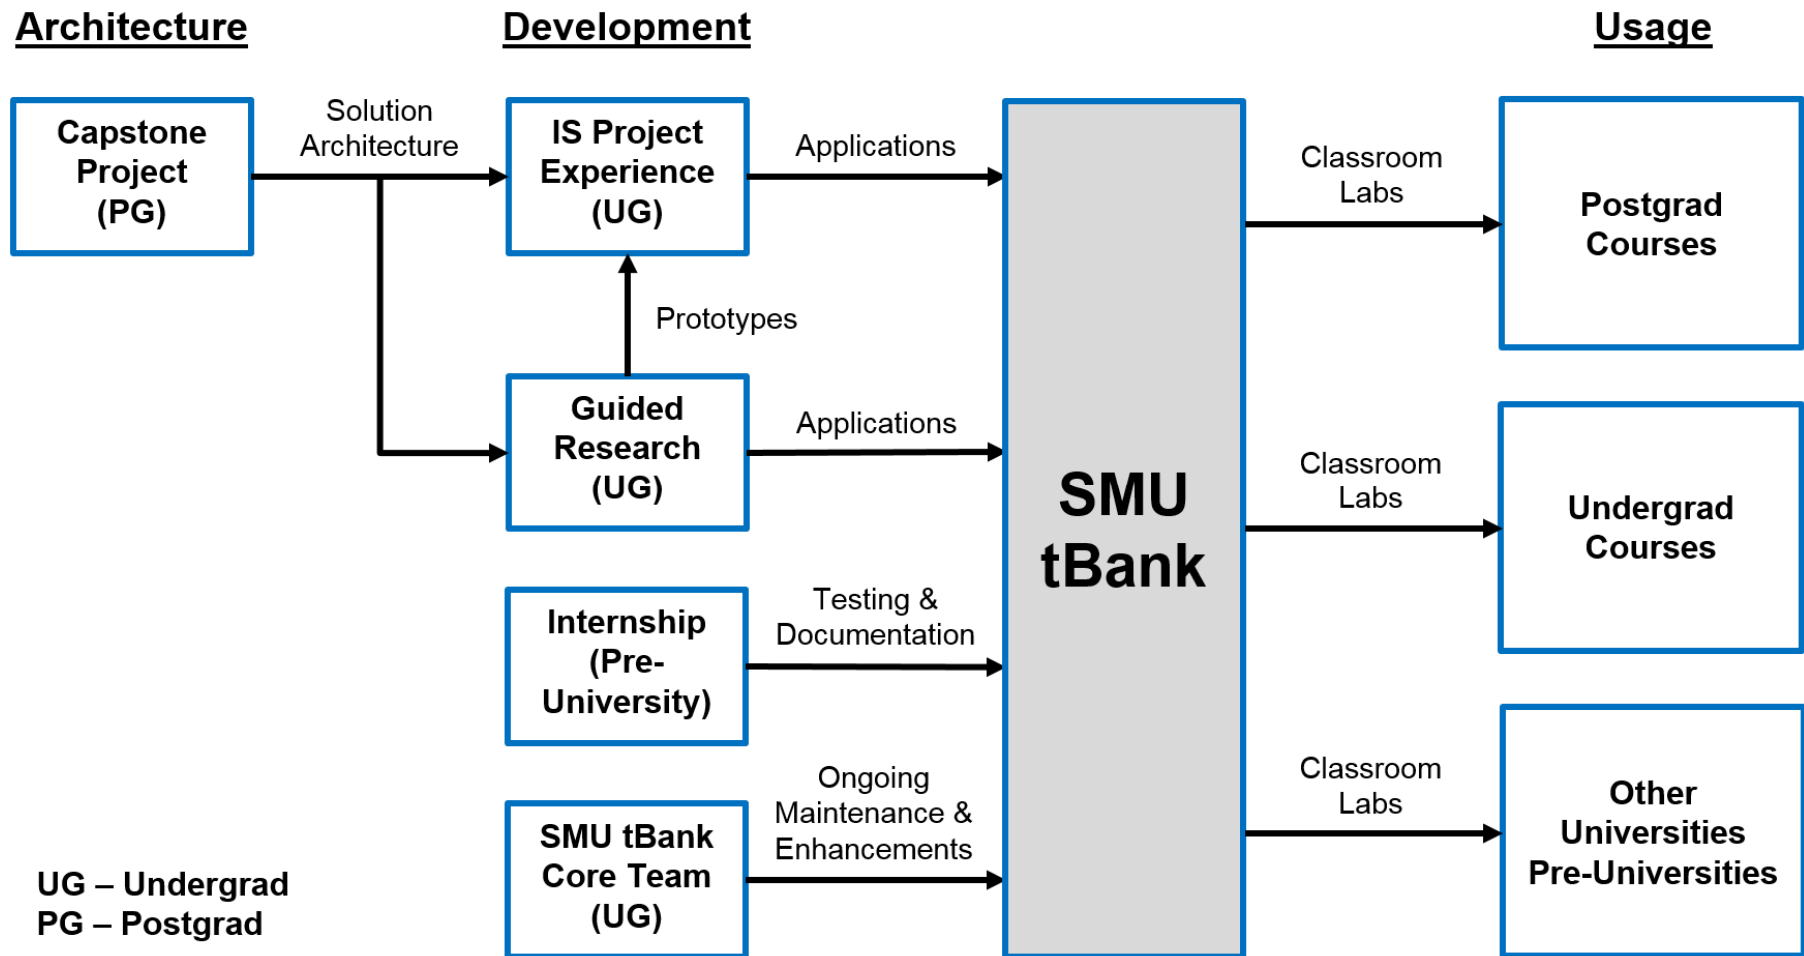 Architecture
Development
Usage
Capstone
Project
(PG)
Solution
Architecture
IS Project
Experience
(UG)
Applications
Prototypes
Guided
Research
(UG)
Applications
Internship
(Pre-
University)
Testing &
Documentation
SMU tBank
Core Team
(UG)
Ongoing
Maintenance &
Enhancements
SMU
tBank
Classroom
Labs
Postgrad
Courses
Classroom
Labs
Undergrad
Courses
Classroom
Labs
Other
Universities
Pre-Universities
UG – Undergrad
PG – Postgrad